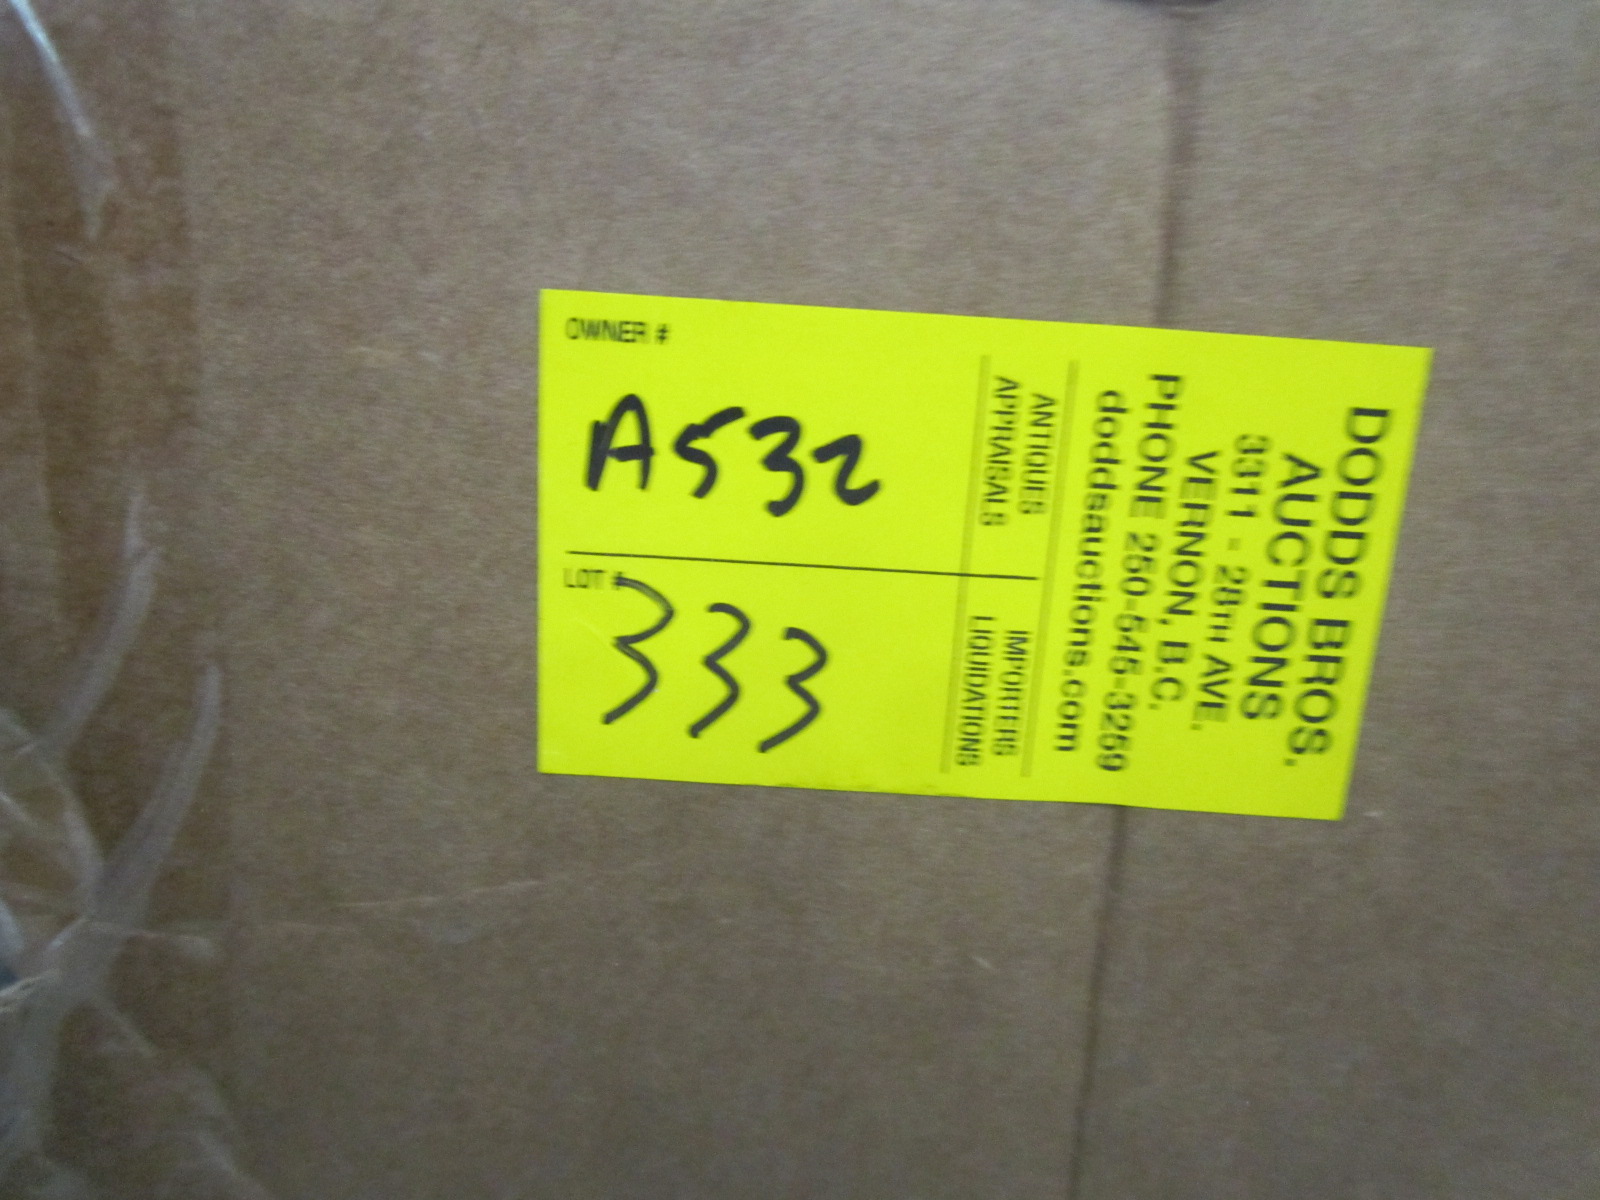 DODDS BROS.
AUCTIONS
3311 - 28TH AVE.
VERNON, B.C.
PHONE 250-545-3259
doddsauctions.com
ANTIQUES
APPRAISALS
IMPORTERS
LIQUIDATIONS
OWNER #
A532
LOT #
333